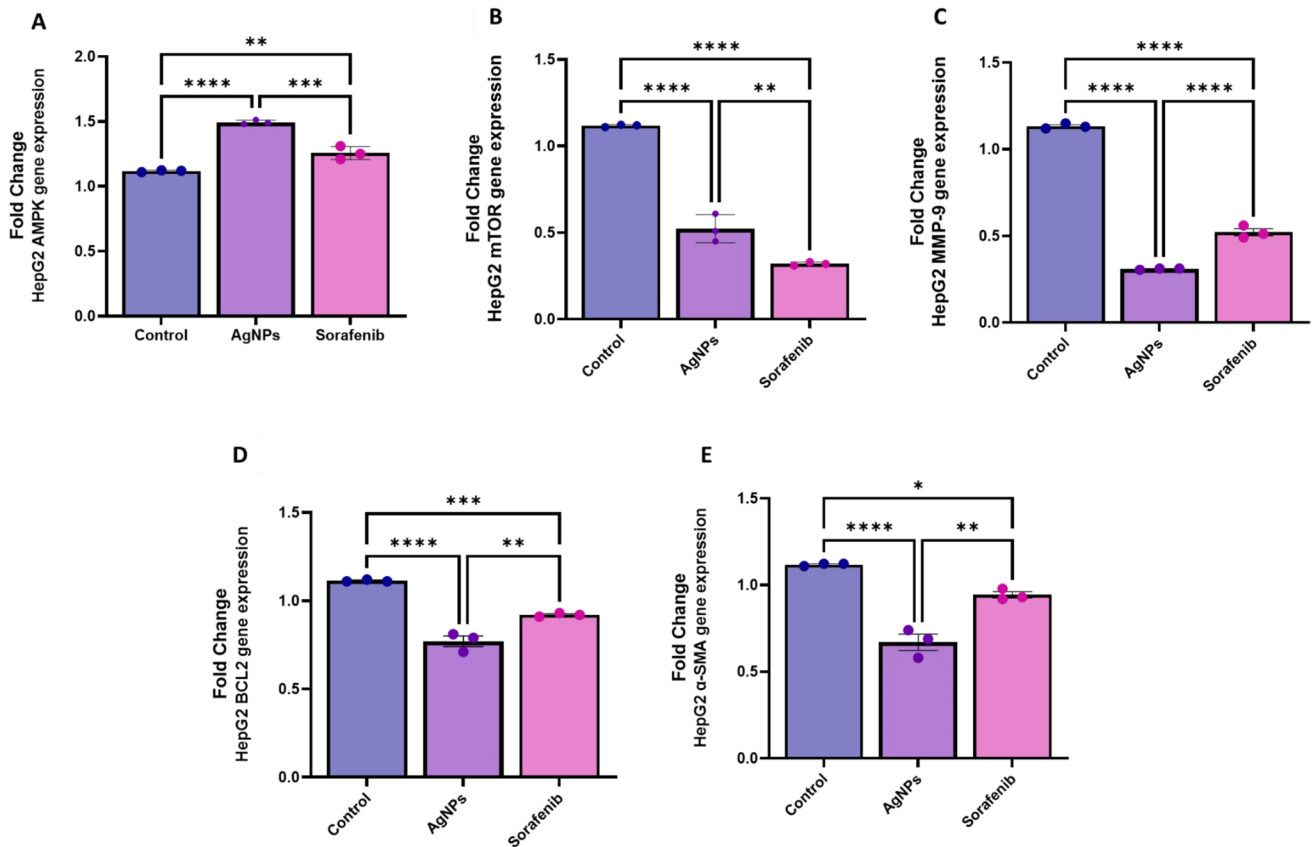 A
Fold Change
HepG2 AMPK gene expression
2.0
1.5
1.0
0.5
0.0
**
****
***
Control
AgNPs
Sorafenib
B
Fold Change
HepG2 mTOR gene expression
1.5
1.0
0.5
0.0
****
****
**
Control
AgNPs
Sorafenib
C
Fold Change
HepG2 MMP-9 gene expression
1.5
1.0
0.5
0.0
****
****
****
Control
AgNPs
Sorafenib
D
Fold Change
HepG2 BCL2 gene expression
1.5
1.0
0.5
0.0
***
****
**
Control
AgNPs
Sorafenib
E
Fold Change
HepG2 α-SMA gene expression
1.5
1.0
0.5
0.0
*
****
**
Control
AgNPs
Sorafenib